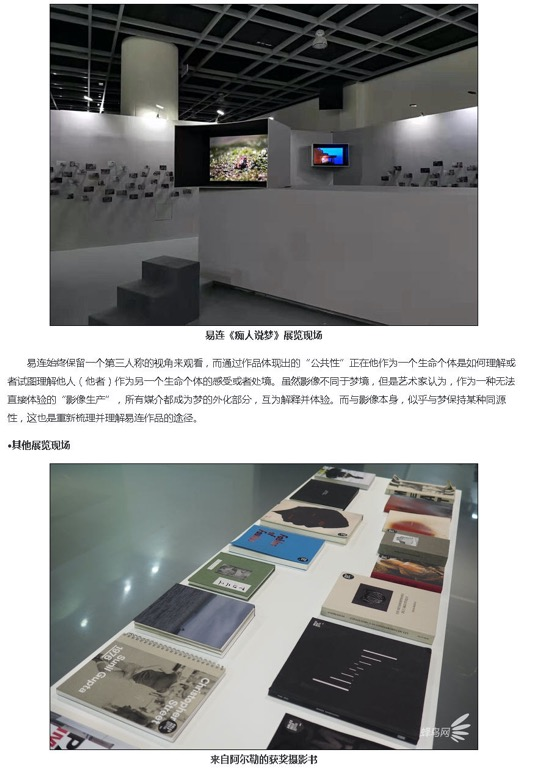 易连《痴人说梦》展览现场
易连始终保留一个第三人称的视角来观看，而通过作品体现出的“公共性”正在他作为一个生命个体是如何理解或
者试图理解他人（他者）作为另一个生命个体的感受或者处境。虽然影像不同于梦境，但是艺术家认为，作为一种无法
直接体验的“影像生产”，所有媒介都成为梦的外化部分，互为解释并体验。而与影像本身，似乎与梦保持某种同源
性，这也是重新梳理并理解易连作品的途径。
•其他展览现场
1976
Sunil Gupta
Christopher
Street
蜂鸟网
来自阿尔勒的获奖摄影书